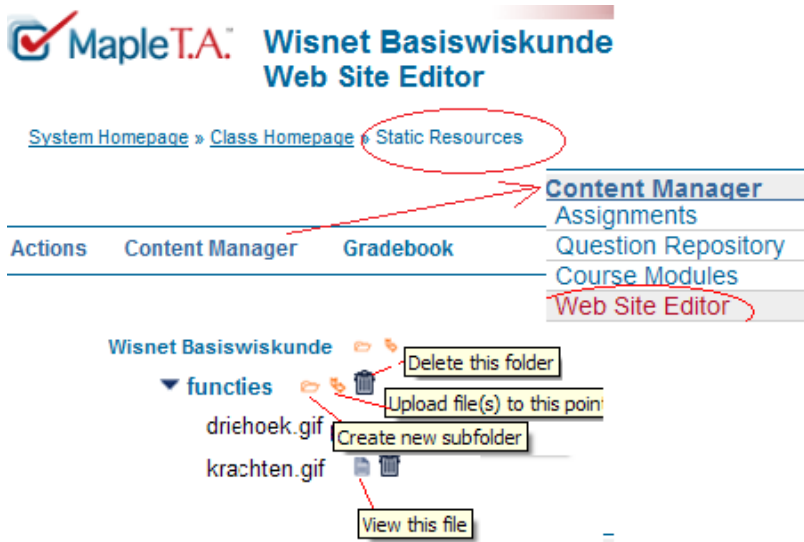 MapleT.A.™ Wisnet Basiswiskunde
Web Site Editor
System Homepage » Class Homepage » Static Resources
Content Manager
Assignments
Actions Content Manager Gradebook
Question Repository
Course Modules
Web Site Editor
Wisnet Basiswiskunde
Delete this folder
functies
Upload file(s) to this point
driehoek.gif
Create new subfolder
krachten.gif
View this file